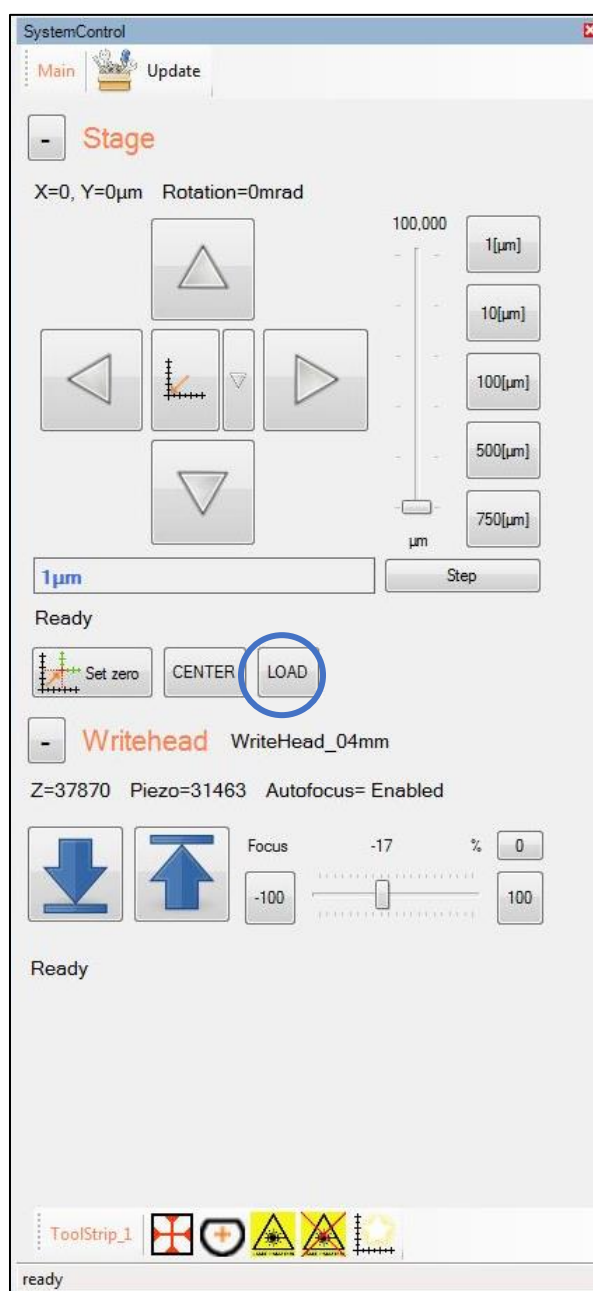 SystemControl
Main Update
- Stage
X=0, Y=0µm Rotation=0mrad
100,000
1[µm]
10[µm]
100[µm]
500[µm]
750[µm]
µm
1µm Step
Ready
Set zero CENTER LOAD
- Writehead WriteHead_04mm
Z=37870 Piezo=31463 Autofocus= Enabled
Focus -17 % 0
-100 100
Ready
ToolStrip_1
ready